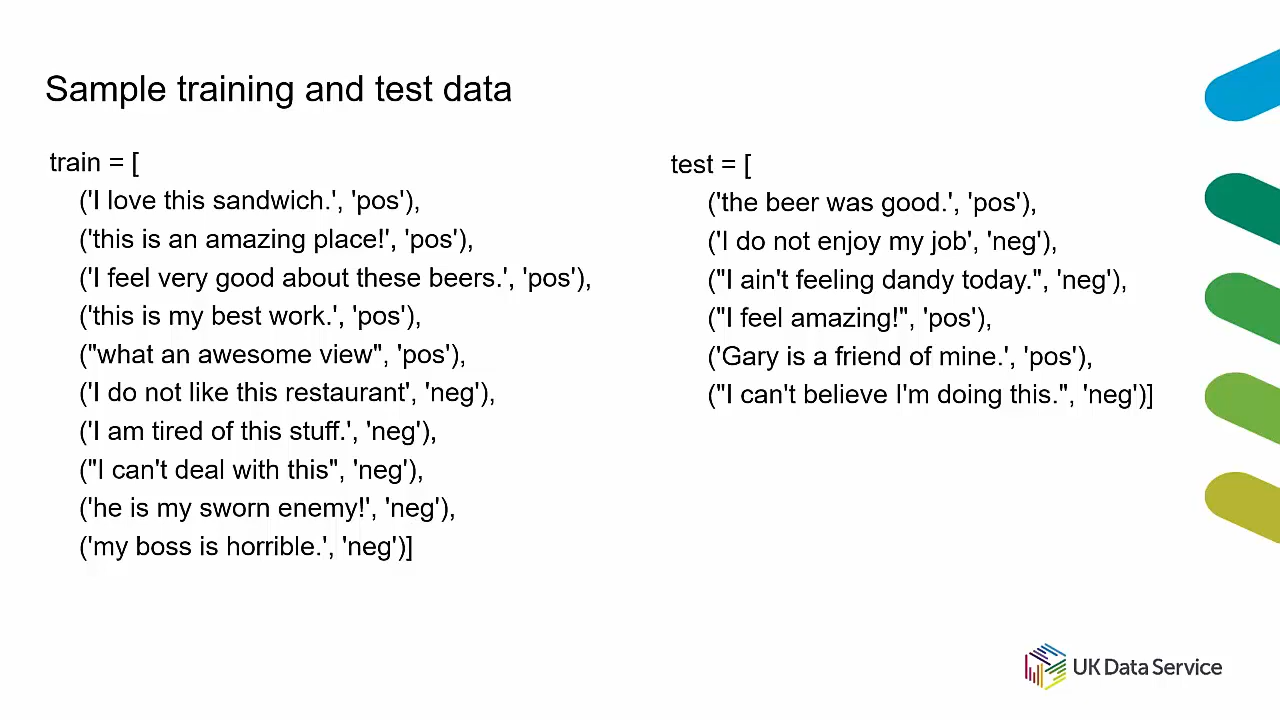 Sample training and test data
train = [
('I love this sandwich.', 'pos'),
('this is an amazing place!', 'pos'),
('I feel very good about these beers.', 'pos'),
('this is my best work.', 'pos'),
("what an awesome view", 'pos'),
('I do not like this restaurant', 'neg'),
('I am tired of this stuff.', 'neg'),
("I can't deal with this", 'neg'),
('he is my sworn enemy!', 'neg'),
('my boss is horrible.', 'neg')]
test = [
('the beer was good.', 'pos'),
('I do not enjoy my job', 'neg'),
("I ain't feeling dandy today.", 'neg'),
("I feel amazing!", 'pos'),
('Gary is a friend of mine.', 'pos'),
("I can't believe I'm doing this.", 'neg')]
UK Data Service